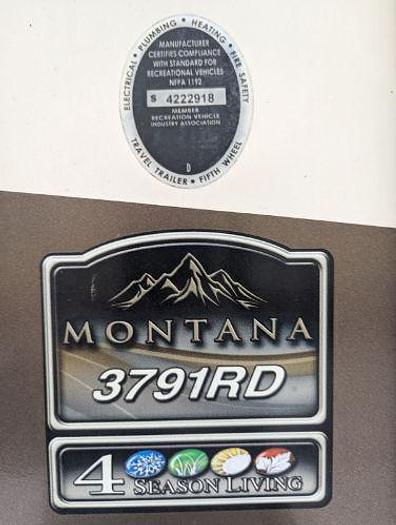 ELECTRICAL • PLUMBING • HEATING • FIRE SAFETY
MANUFACTURER
CERTIFIES COMPLIANCE
WITH STANDARD FOR
RECREATIONAL VEHICLES
NFPA 1192
S 4222918
MEMBER
RECREATION VEHICLE
INDUSTRY ASSOCIATION
D
TRAVEL TRAILER • FIFTH WHEEL
MONTANA
3791RD
4 SEASON LIVING